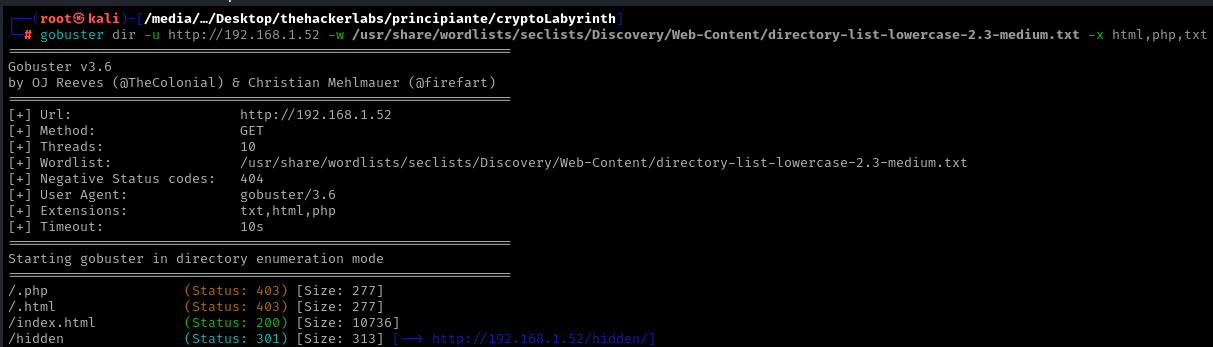 ┌──(root㉿kali)-[/media/…/Desktop/thehackerlabs/principiante/cryptoLabyrinth]
└─# gobuster dir -u http://192.168.1.52 -w /usr/share/wordlists/seclists/Discovery/Web-Content/directory-list-lowercase-2.3-medium.txt -x html,php,txt
===============================================================
Gobuster v3.6
by OJ Reeves (@TheColonial) & Christian Mehlmauer (@firefart)
===============================================================
[+] Url:                     http://192.168.1.52
[+] Method:                  GET
[+] Threads:                 10
[+] Wordlist:                /usr/share/wordlists/seclists/Discovery/Web-Content/directory-list-lowercase-2.3-medium.txt
[+] Negative Status codes:   404
[+] User Agent:              gobuster/3.6
[+] Extensions:              txt,html,php
[+] Timeout:                 10s
===============================================================
Starting gobuster in directory enumeration mode
===============================================================
/.php                 (Status: 403) [Size: 277]
/.html                (Status: 403) [Size: 277]
/index.html           (Status: 200) [Size: 10736]
/hidden               (Status: 301) [Size: 313] [--> http://192.168.1.52/hidden/]